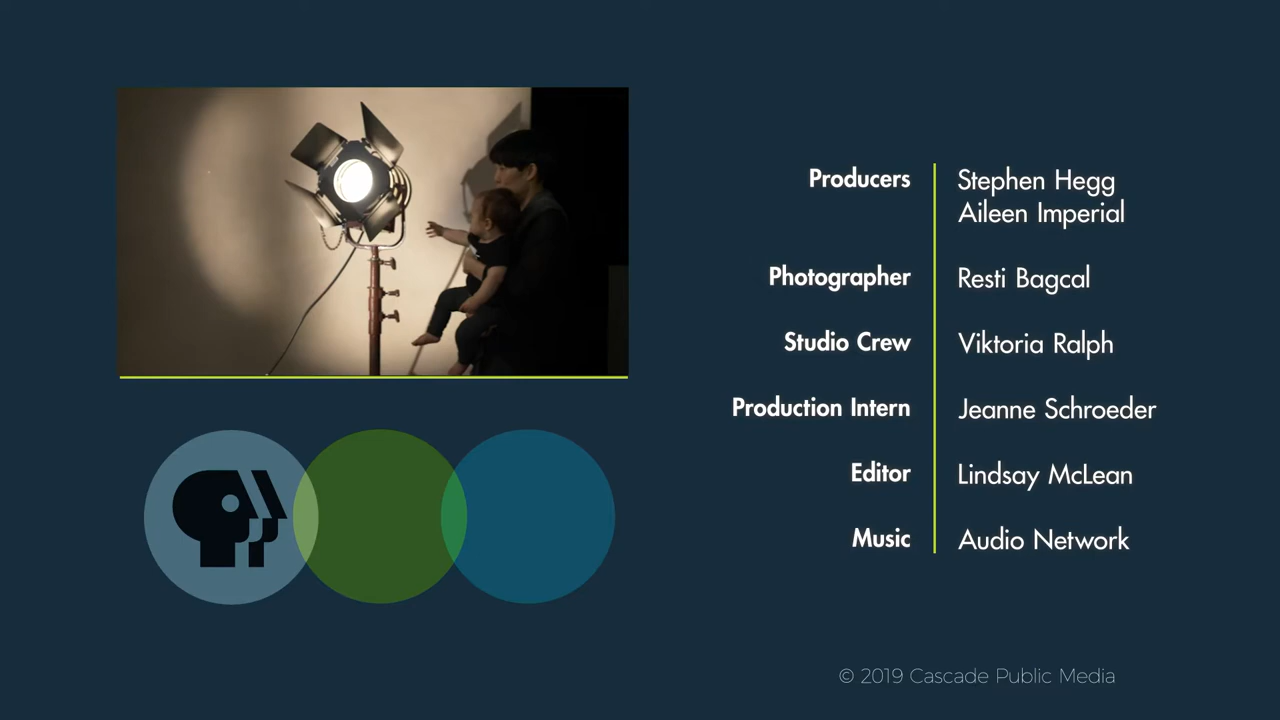 Producers Stephen Hegg
Aileen Imperial
Photographer Resti Bagcal
Studio Crew Viktoria Ralph
Production Intern Jeanne Schroeder
Editor Lindsay McLean
Music Audio Network
© 2019 Cascade Public Media